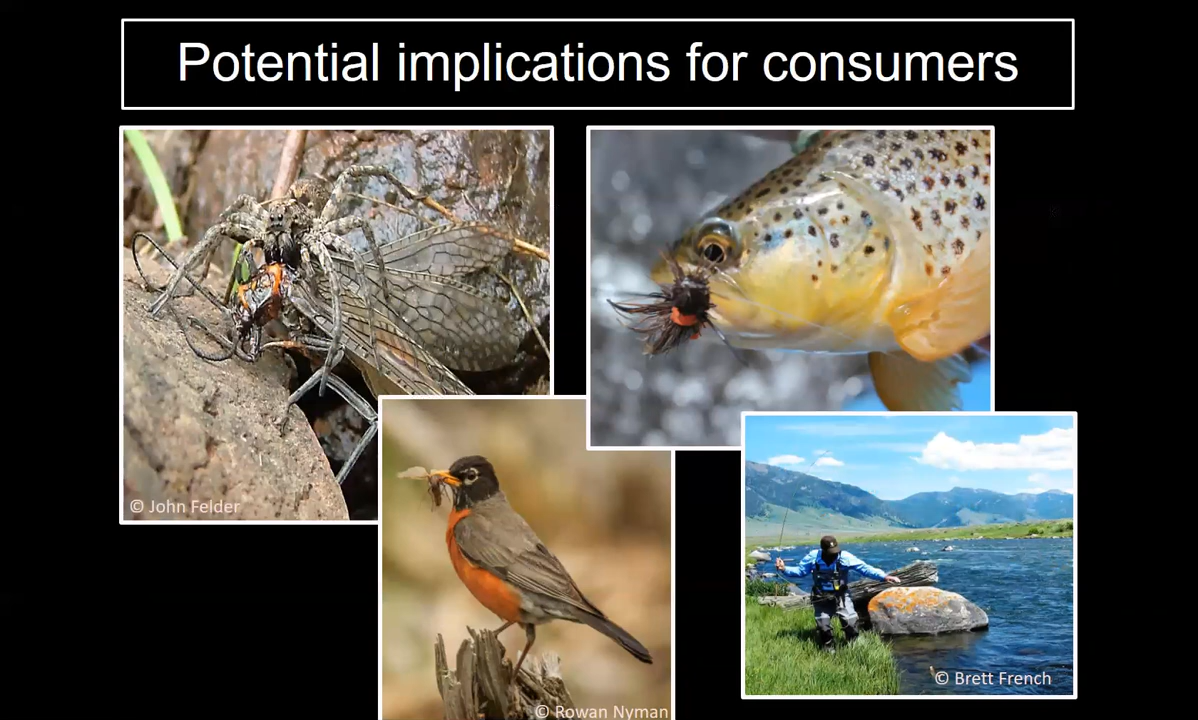 Potential implications for consumers
© John Felder
© Rowan Nyman
© Brett French